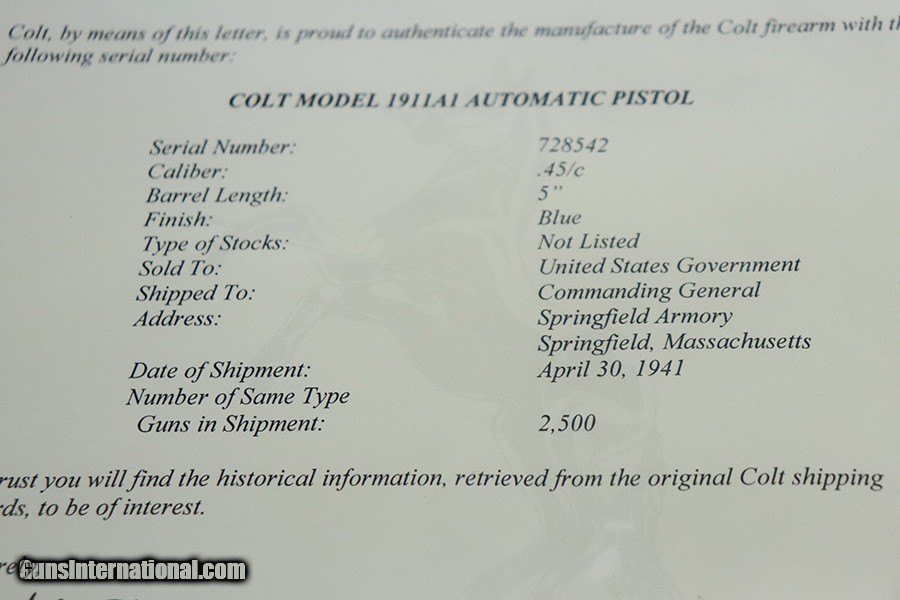 Colt, by means of this letter, is proud to authenticate the manufacture of the Colt firearm with
following serial number:
COLT MODEL 1911A1 AUTOMATIC PISTOL
Serial Number: 728542
Caliber: .45/c
Barrel Length: 5"
Finish: Blue
Type of Stocks: Not Listed
Sold To: United States Government
Shipped To: Commanding General
Address: Springfield Armory
Springfield, Massachusetts
Date of Shipment: April 30, 1941
Number of Same Type
Guns in Shipment: 2,500
rust you will find the historical information, retrieved from the original Colt shipping
rds, to be of interest.
GunsInternational.com